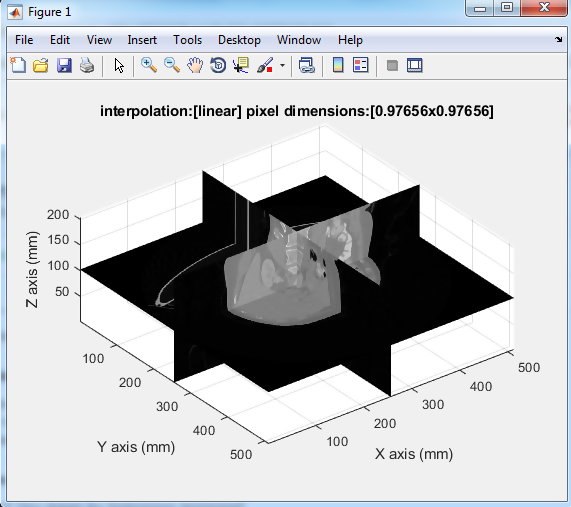 Figure 1
File Edit View Insert Tools Desktop Window Help
interpolation:[linear] pixel dimensions:[0.97656x0.97656]
200
150
100
50
Z axis (mm)
100
200
300
400
500
Y axis (mm)
100
200
300
400
500
X axis (mm)